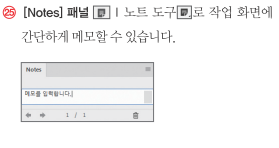 ㉕ [Notes] 패널 | 노트 도구로 작업 화면에
간단하게 메모할 수 있습니다.
Notes
메모를 입력합니다.
1 / 1